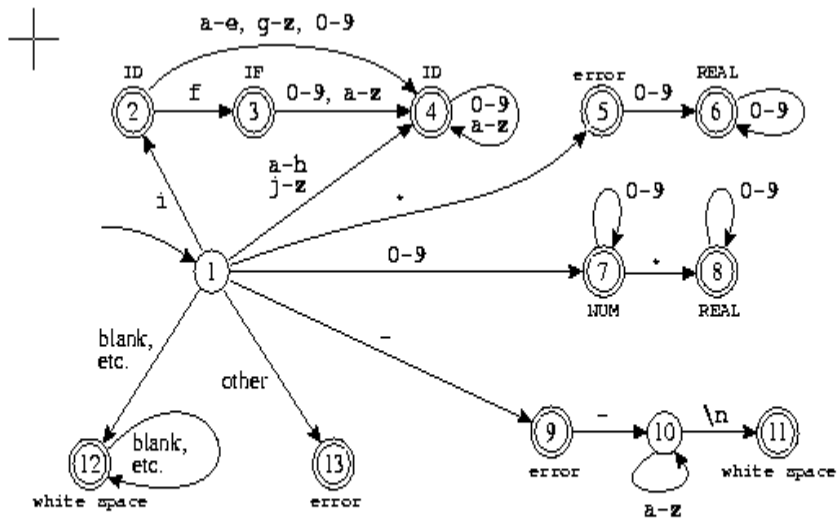 a-e, g-z, 0-9
ID
IF
ID
error
REAL
2
f
3
0-9, a-z
4
0-9
a-z
5
0-9
6
0-9
a-h
j-z
i
.
0-9
0-9
1
0-9
7
.
8
NUM
REAL
blank,
etc.
-
other
9
-
10
\n
11
12
blank,
etc.
13
error
white space
white space
error
a-z